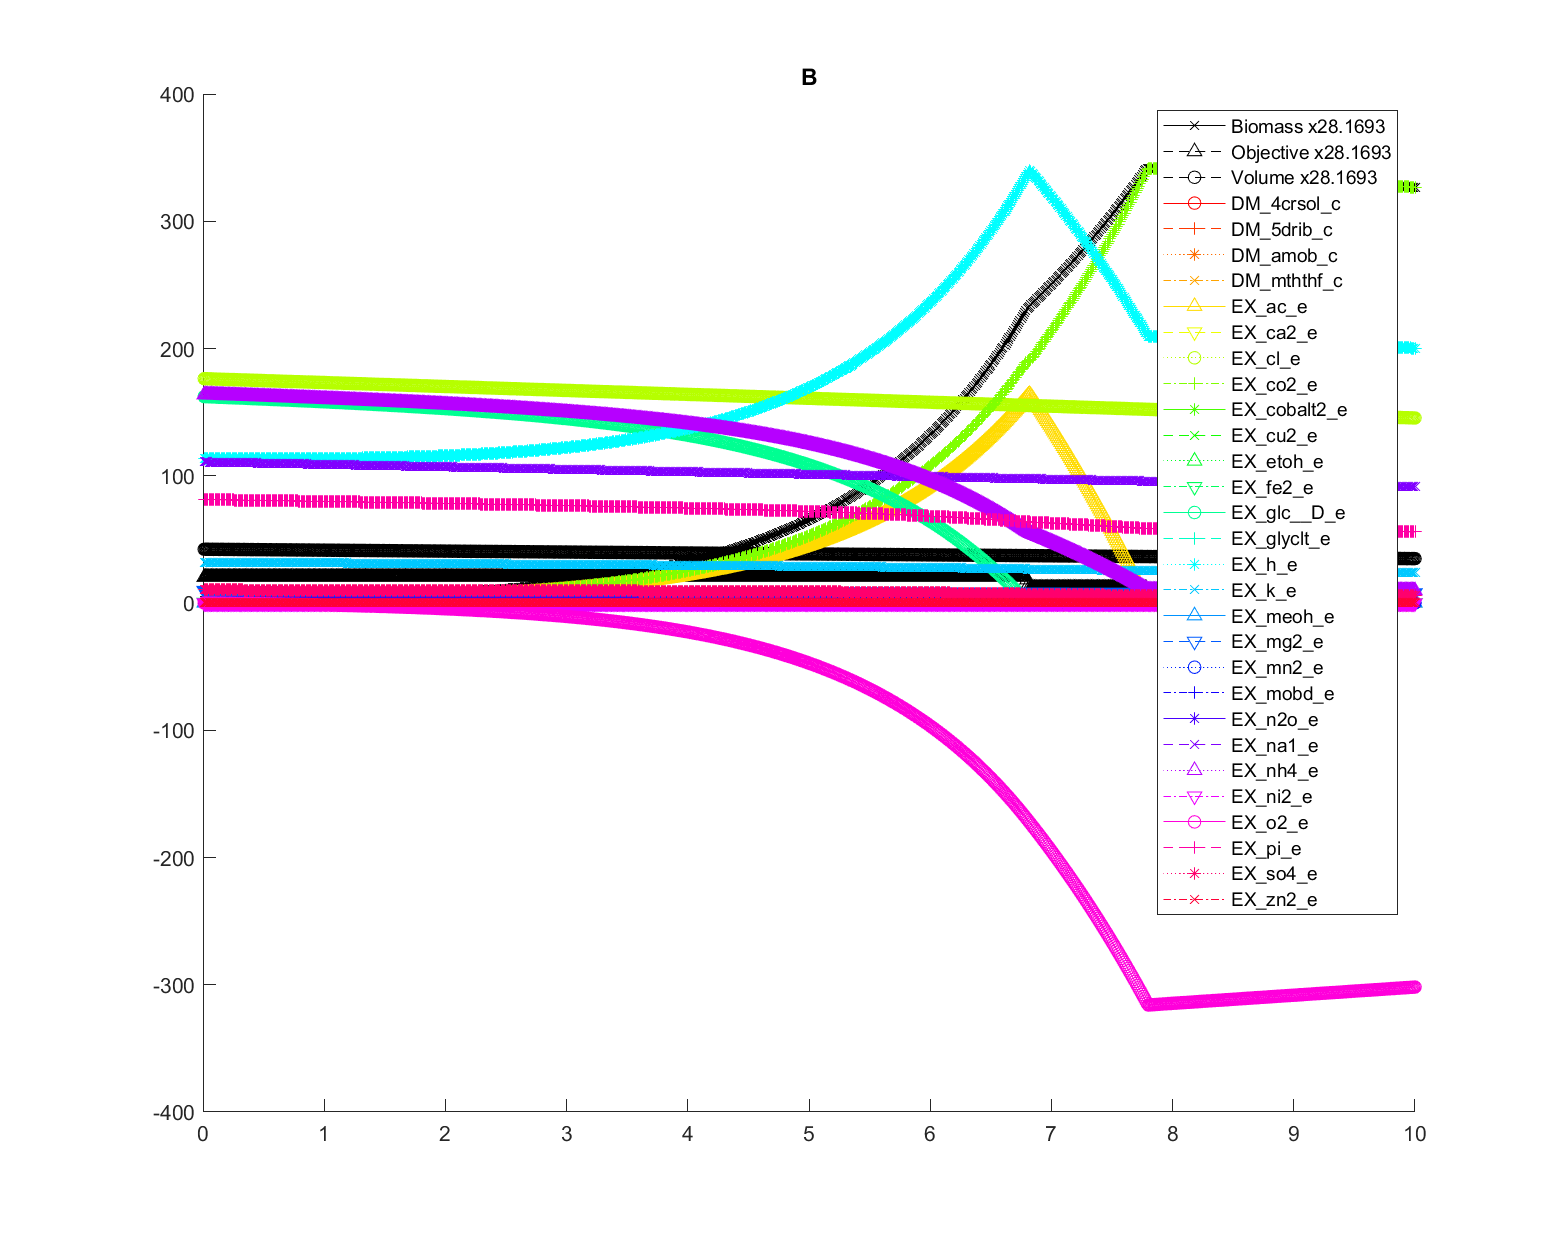 B
400
300
200
100
0
-100
-200
-300
-400
0 1 2 3 4 5 6 7 8 9 10
Biomass x28.1693
Objective x28.1693
Volume x28.1693
DM_4crsol_c
DM_5drib_c
DM_amob_c
DM_mththf_c
EX_ac_e
EX_ca2_e
EX_cl_e
EX_co2_e
EX_cobalt2_e
EX_cu2_e
EX_etoh_e
EX_fe2_e
EX_glc__D_e
EX_glyclt_e
EX_h_e
EX_k_e
EX_meoh_e
EX_mg2_e
EX_mn2_e
EX_mobd_e
EX_n2o_e
EX_na1_e
EX_nh4_e
EX_ni2_e
EX_o2_e
EX_pi_e
EX_so4_e
EX_zn2_e